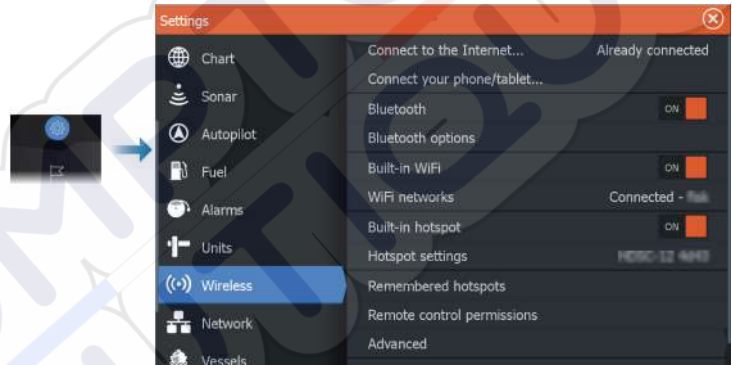 Settings
Chart
Sonar
Autopilot
Fuel
Alarms
Units
Wireless
Network
Vessels
Connect to the Internet... Already connected
Connect your phone/tablet...
Bluetooth ON
Bluetooth options
Built-in WiFi ON
WiFi networks Connected -
Built-in hotspot ON
Hotspot settings
Remembered hotspots
Remote control permissions
Advanced